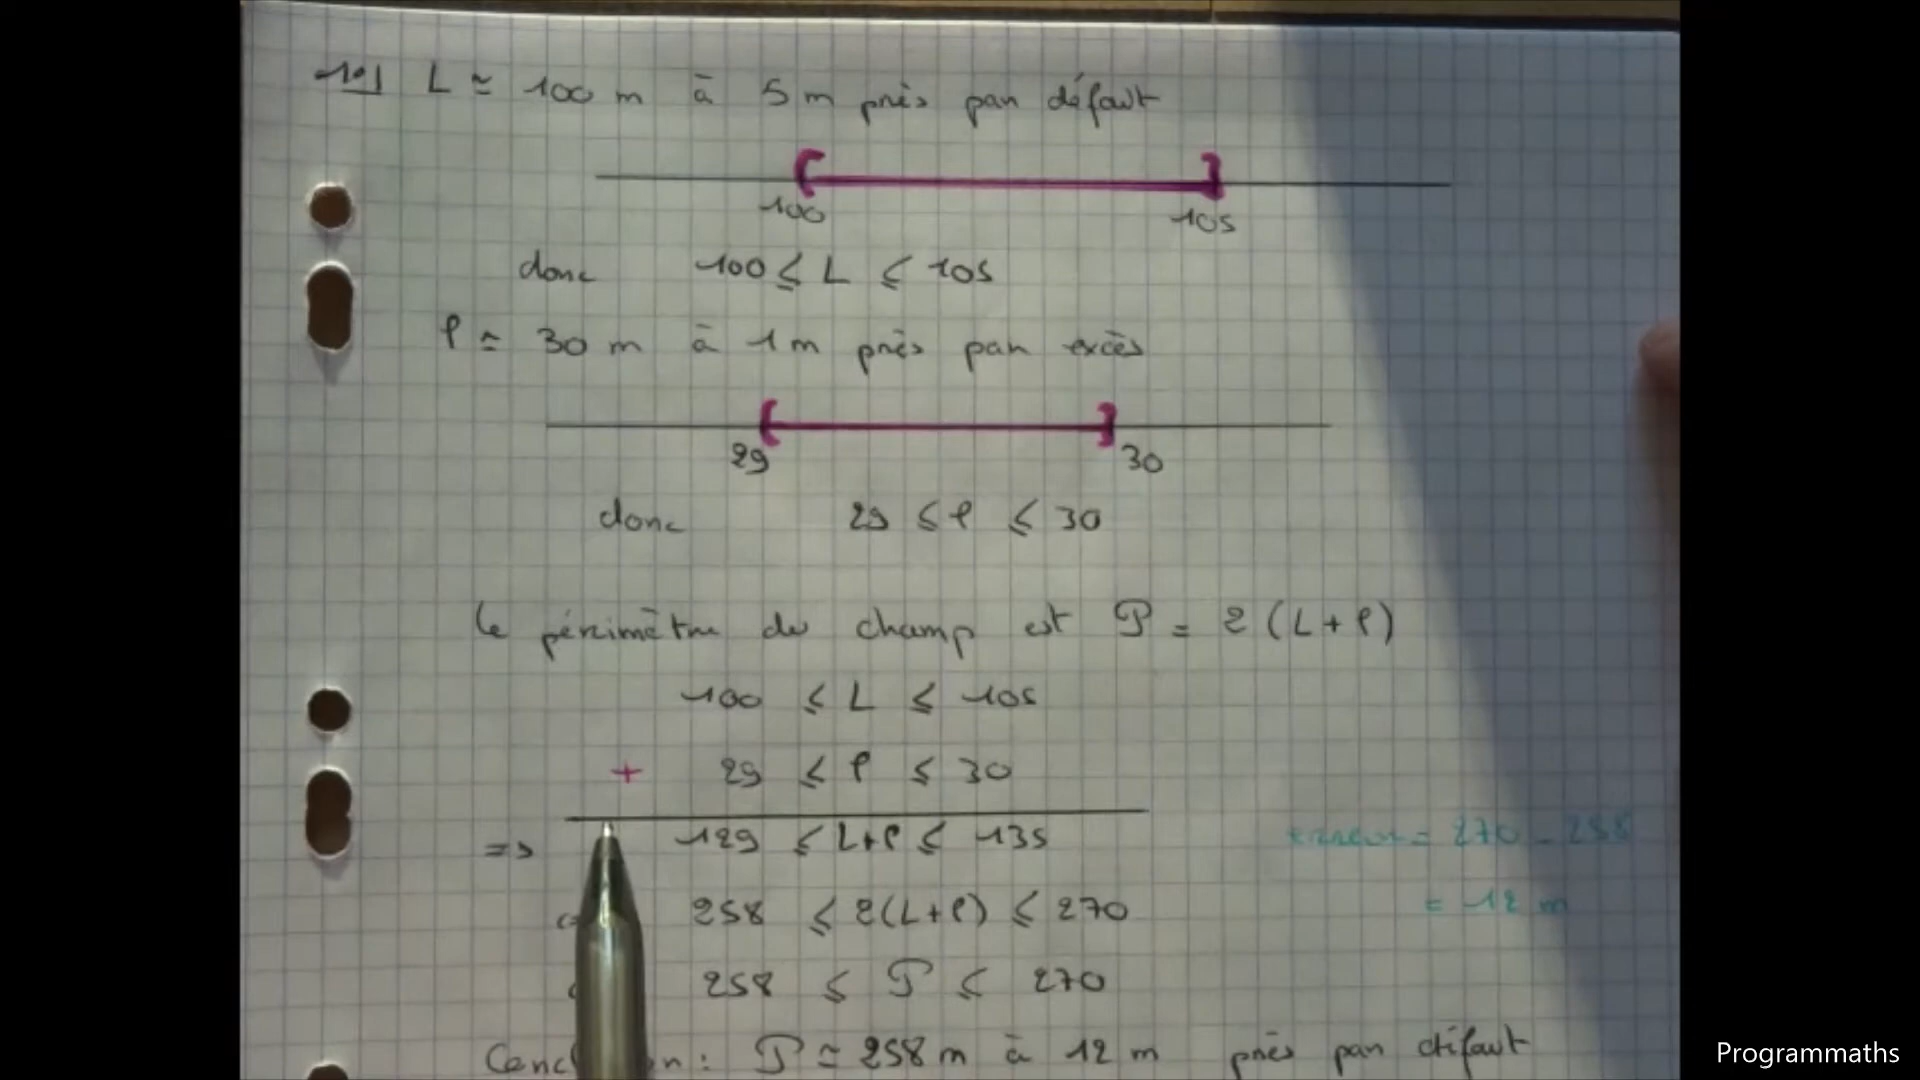 1°) L ≃ 100 m à 5 m près par défaut
100 105
donc 100 ≤ L ≤ 105
ℓ ≃ 30 m à 1 m près par excès
29 30
donc 29 ≤ ℓ ≤ 30
Le périmètre du champ est P = 2(L+ℓ)
100 ≤ L ≤ 105
+ 29 ≤ ℓ ≤ 30
=> 129 ≤ L+ℓ ≤ 135
erreur = 270 - 258
258 ≤ 2(L+ℓ) ≤ 270
= 12 m
258 ≤ P ≤ 270
: P ≃ 258 m à 12 m près par défaut
Programmaths